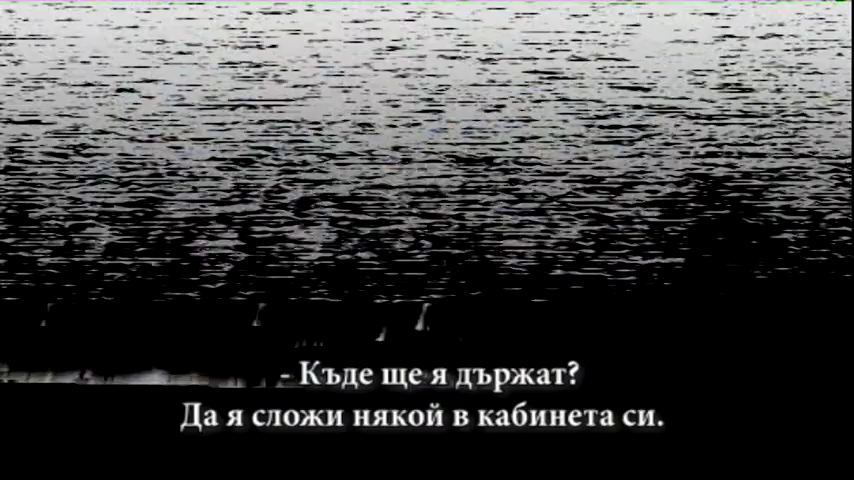 - Къде ще я държат?
Да я сложи някой в кабинета си.